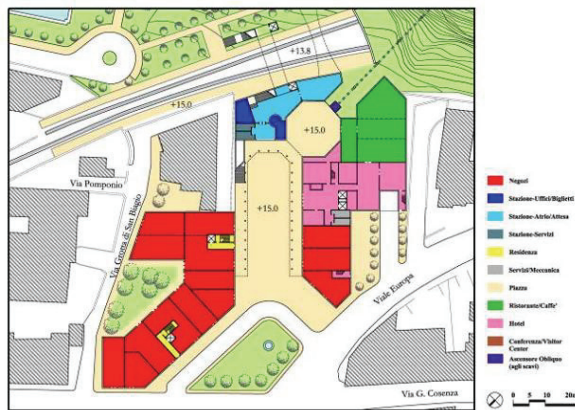 +13.8
+15.0
+15.0
Via Pomponio
+15.0
Via Grotta di San Biagio
Viale Europa
Via G. Cosenza
Negozi
Stazione-Uffici/Biglietti
Stazione-Atrio/Attesa
Stazione-Servizi
Residenza
Servizi/Meccanica
Piazza
Ristorante/Caffe'
Hotel
Conferenza/Visitor
Center
Ascensore Obliquo
(agli scavi)
0 5 10 20m